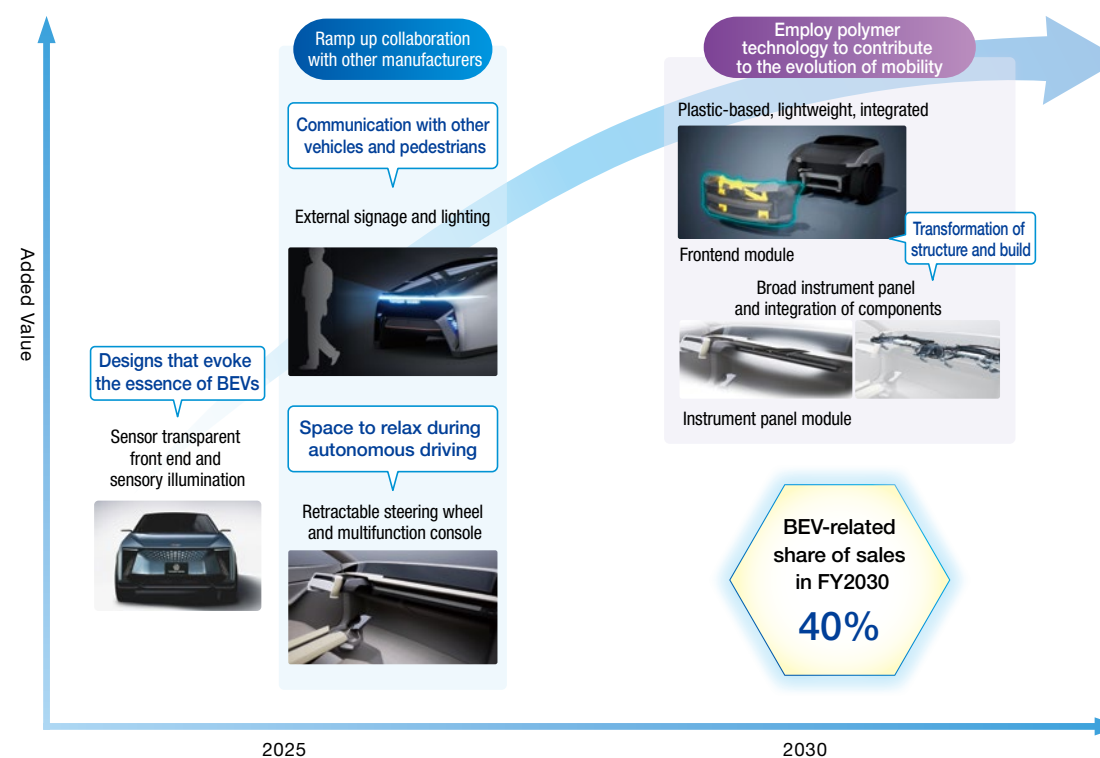 Ramp up collaboration
with other manufacturers
Employ polymer
technology to contribute
to the evolution of mobility
Communication with other
vehicles and pedestrians
External signage and lighting
Plastic-based, lightweight, integrated
Frontend module
Transformation of
structure and build
Broad instrument panel
and integration of components
Instrument panel module
Added Value
Designs that evoke
the essence of BEVs
Sensor transparent
front end and
sensory illumination
Space to relax during
autonomous driving
Retractable steering wheel
and multifunction console
BEV-related
share of sales
in FY2030
40%
2025
2030